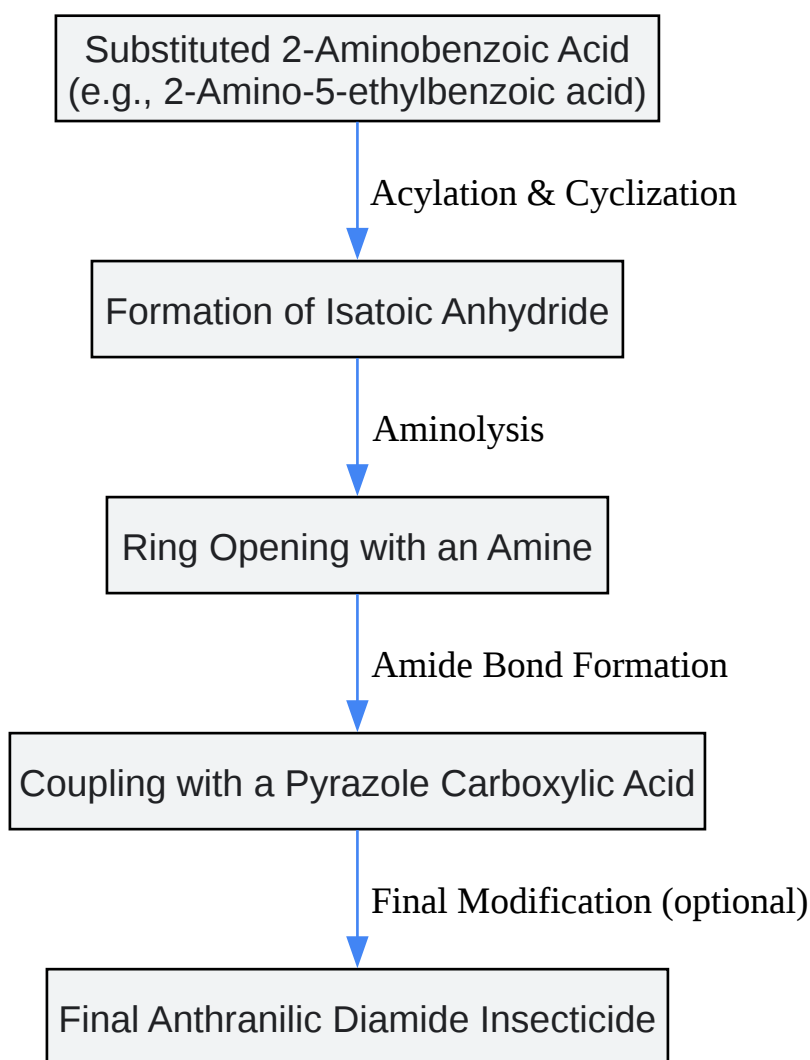 Substituted 2-Aminobenzoic Acid
(e.g., 2-Amino-5-ethylbenzoic acid)
Acylation & Cyclization
Formation of Isatoic Anhydride
Aminolysis
Ring Opening with an Amine
Amide Bond Formation
Coupling with a Pyrazole Carboxylic Acid
Final Modification (optional)
Final Anthranilic Diamide Insecticide